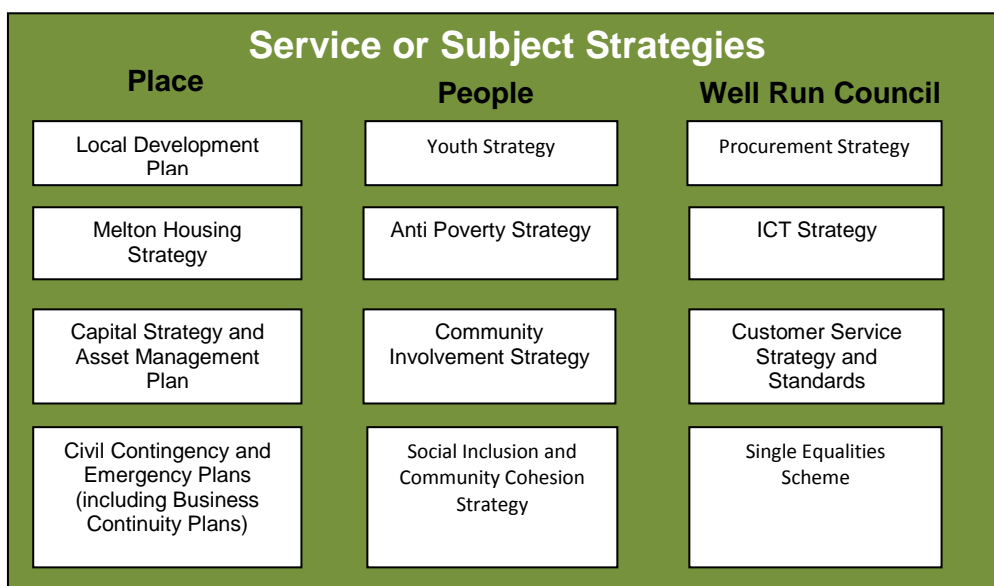 Service or Subject Strategies
Place
People
Well Run Council
Local Development
Plan
Youth Strategy
Procurement Strategy
Melton Housing
Strategy
Anti Poverty Strategy
ICT Strategy
Capital Strategy and
Asset Management
Plan
Community
Involvement Strategy
Customer Service
Strategy and
Standards
Civil Contingency and
Emergency Plans
(including Business
Continuity Plans)
Social Inclusion and
Community Cohesion
Strategy
Single Equalities
Scheme